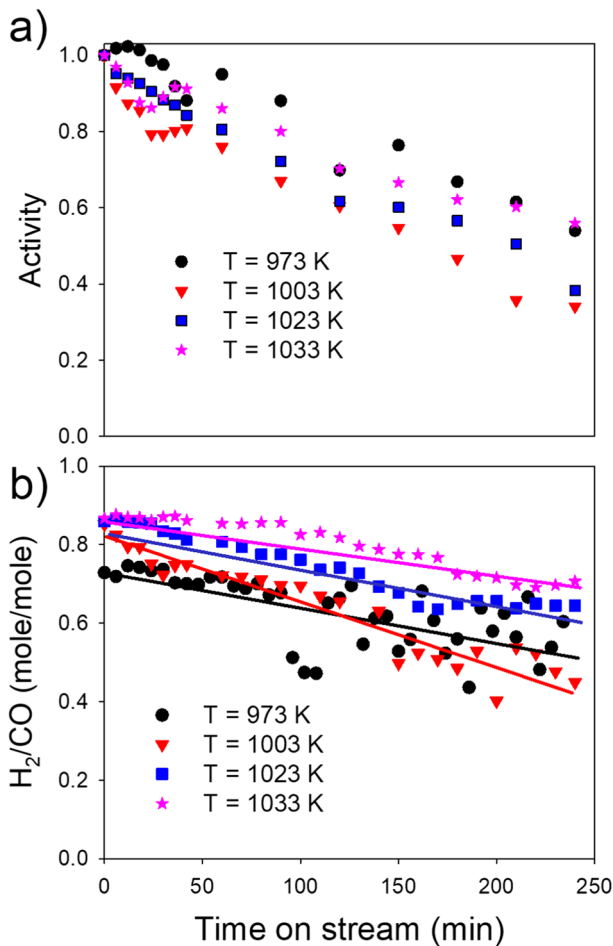 a)
1.0
0.8
0.6
0.4
0.2
0.0
Activity
T = 973 K
T = 1003 K
T = 1023 K
T = 1033 K
b)
1.0
0.8
0.6
0.4
0.2
0.0
H₂/CO (mole/mole)
T = 973 K
T = 1003 K
T = 1023 K
T = 1033 K
0 50 100 150 200 250
Time on stream (min)